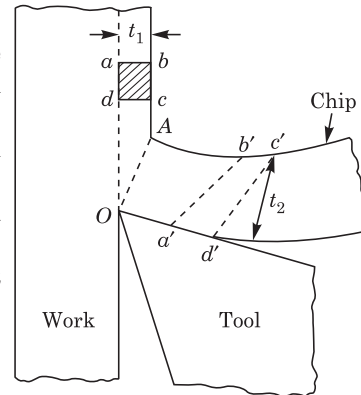 t₁
a b
d c
A
Chip
b′ c′
O
t₂
a′
d′
Work Tool